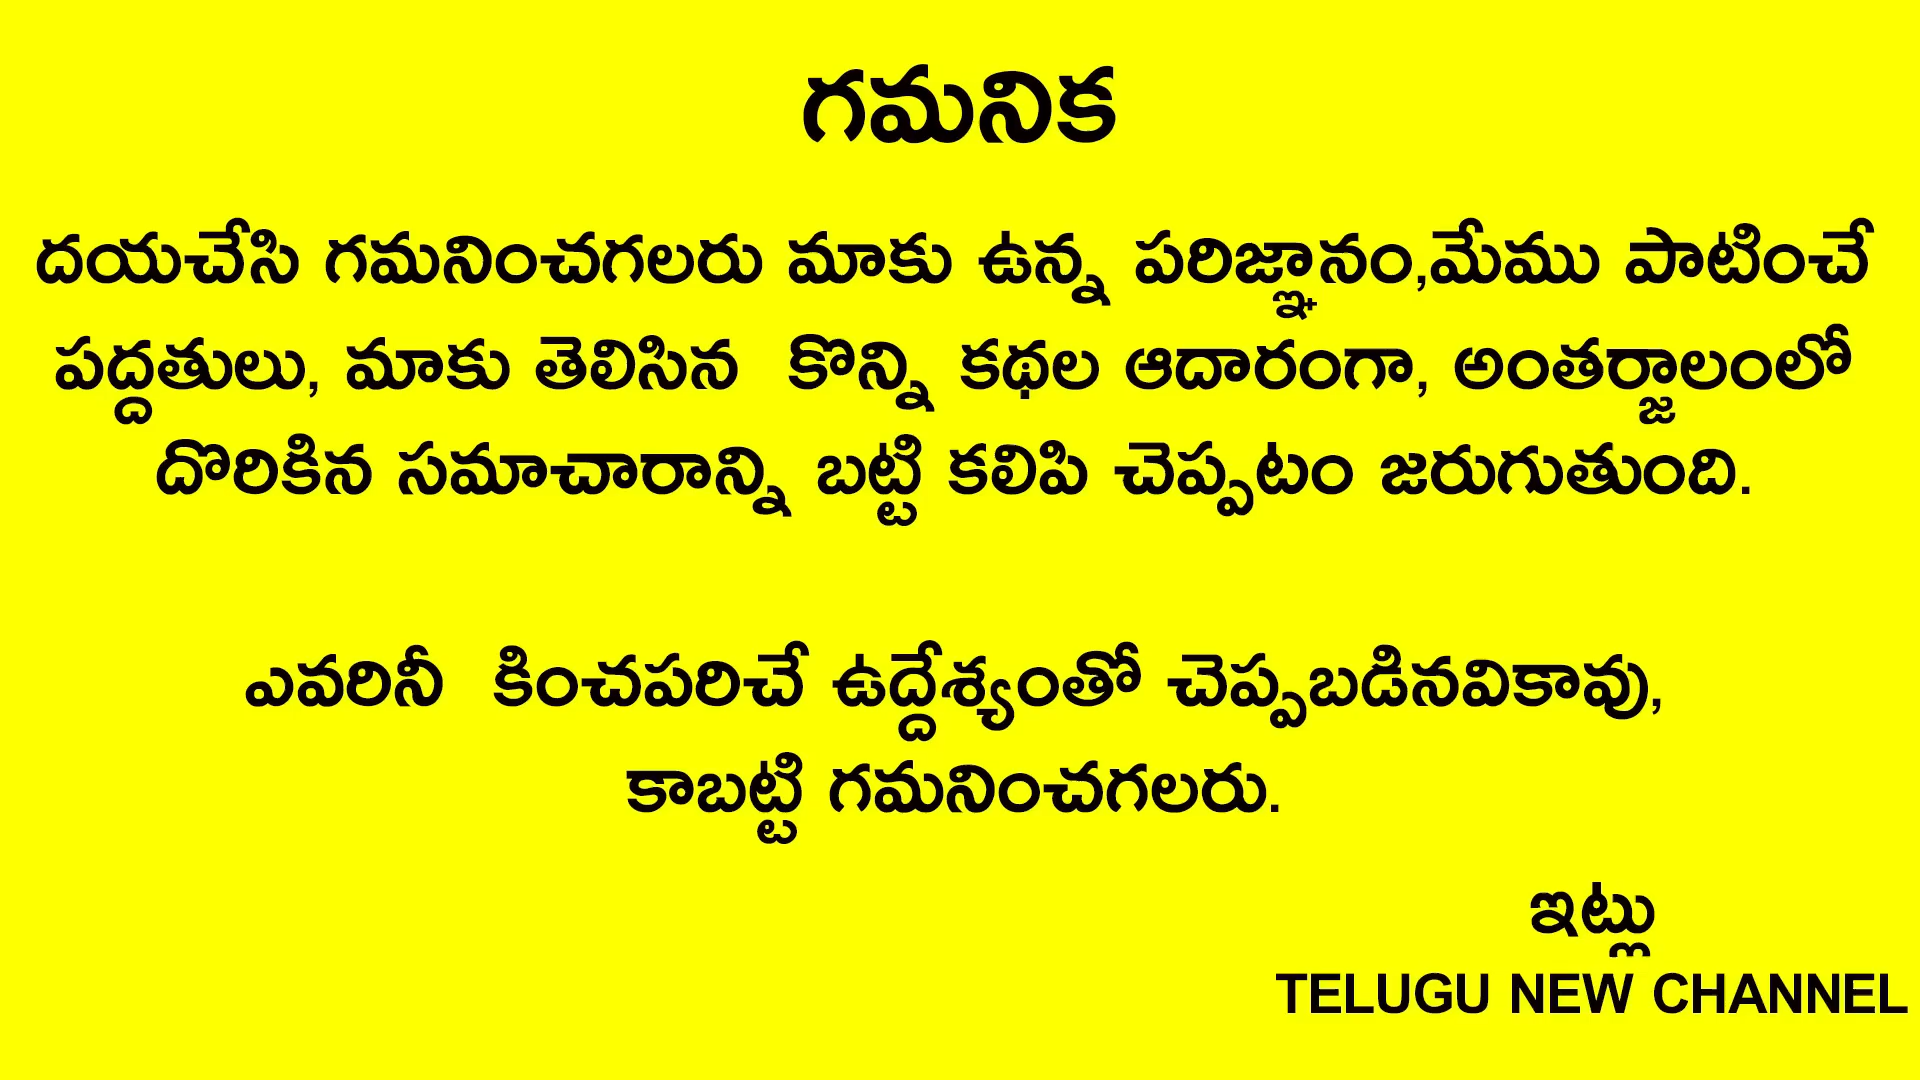 గమనిక
దయచేసి గమనించగలరు మాకు ఉన్న పరిజ్ఞానం,మేము పాటించే
పద్దతులు, మాకు తెలిసిన కొన్ని కథల ఆదారంగా, అంతర్జాలంలో
దొరికిన సమాచారాన్ని బట్టి కలిపి చెప్పటం జరుగుతుంది.
ఎవరినీ కించపరిచే ఉద్దేశ్యంతో చెప్పబడినవికావు,
కాబట్టి గమనించగలరు.
ఇట్లు
TELUGU NEW CHANNEL